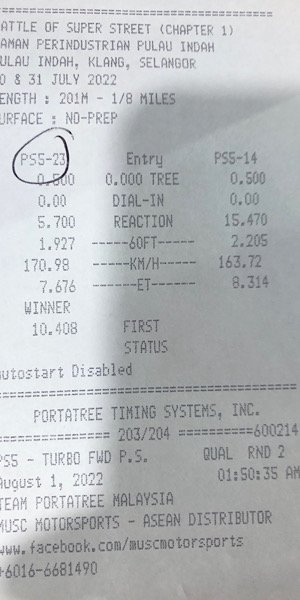 ATTLE OF SUPER STREET (CHAPTER 1)
AMAN PERINDUSTRIAN PULAU INDAH
ULAU INDAH, KLANG, SELANGOR
0 & 31 JULY 2022
ENGTH : 201M - 1/8 MILES
URFACE : NO-PREP
PS5-23 Entry PS5-14
0.500 0.000 TREE 0.500
0.00 DIAL-IN 0.00
5.700 REACTION 15.470
1.927 -----60FT----- 2.205
170.98 -----KM/H----- 163.72
7.676 ------ET------ 8.314
WINNER
10.408 FIRST
STATUS
utostart Disabled
PORTATREE TIMING SYSTEMS, INC.
=============== 203/204 ==========600214
PS5 - TURBO FWD P.S. QUAL RND 2
August 1, 2022 01:50:35 AM
TEAM PORTATREE MALAYSIA
MUSC MOTORSPORTS - ASEAN DISTRIBUTOR
www.facebook.com/muscmotorsports
+6016-6681490